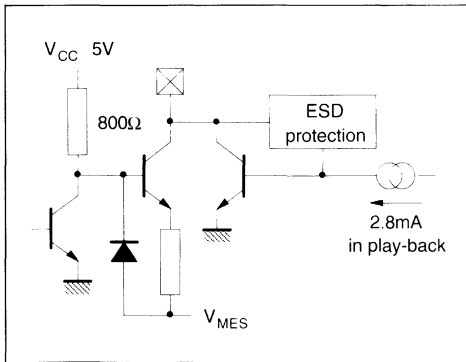 V_CC 5V
800Ω
ESD
protection
2.8mA
in play-back
V_MES